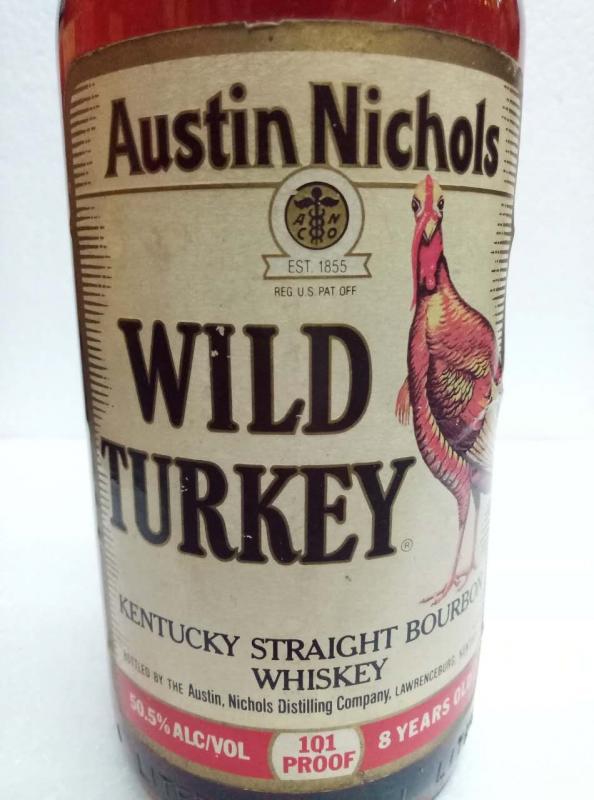 Austin Nichols
A N
C O
EST. 1855
REG. U.S. PAT. OFF.
WILD
TURKEY®
KENTUCKY STRAIGHT BOURBON
WHISKEY
BOTTLED BY THE Austin, Nichols Distilling Company, LAWRENCEBURG,
50.5% ALC/VOL
101
PROOF
8 YEARS OLD
LITER